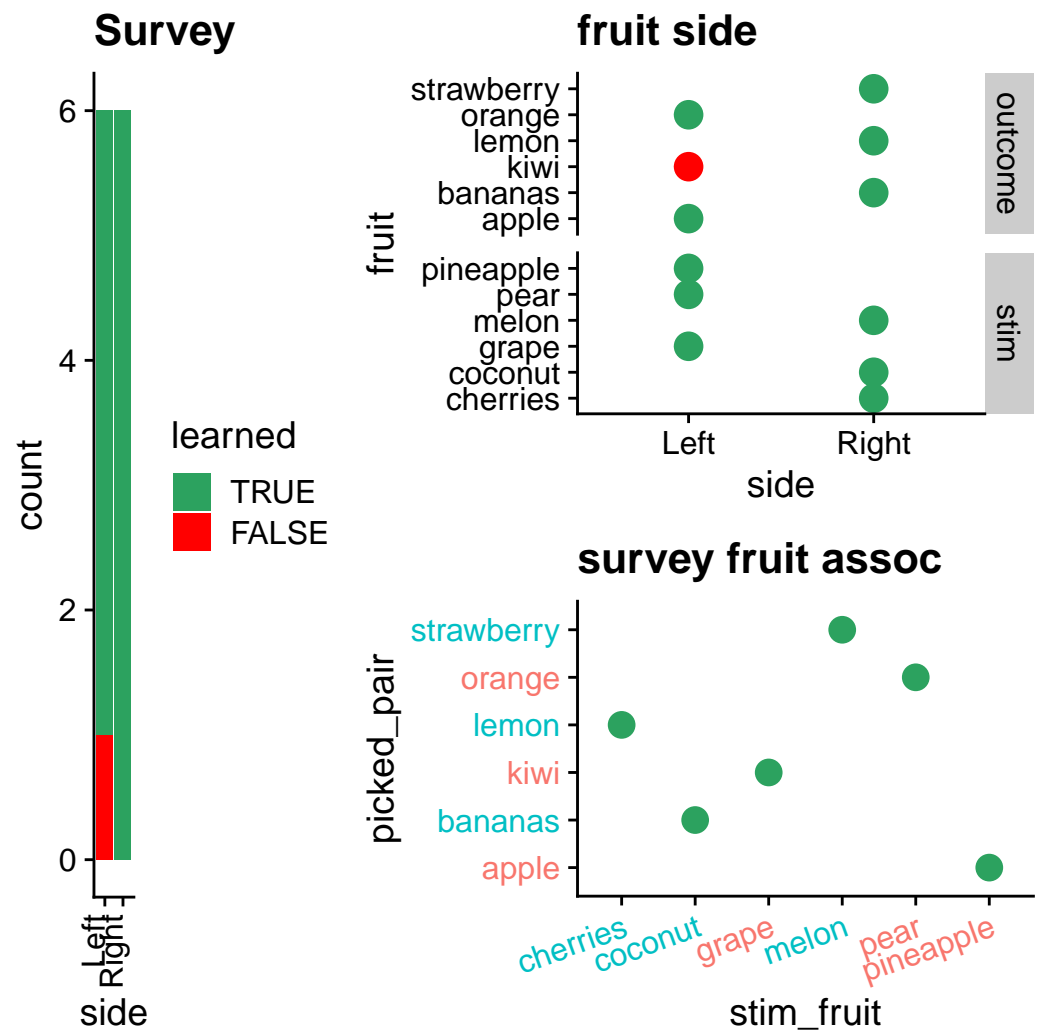 Survey
6
4
2
0
count
Left
Right
side
learned
TRUE
FALSE
fruit side
strawberry
orange
lemon
kiwi
bananas
apple
outcome
pineapple
pear
melon
grape
coconut
cherries
stim
fruit
Left Right
side
survey fruit assoc
strawberry
orange
lemon
kiwi
bananas
apple
picked_pair
cherries coconut grape melon pear pineapple
stim_fruit